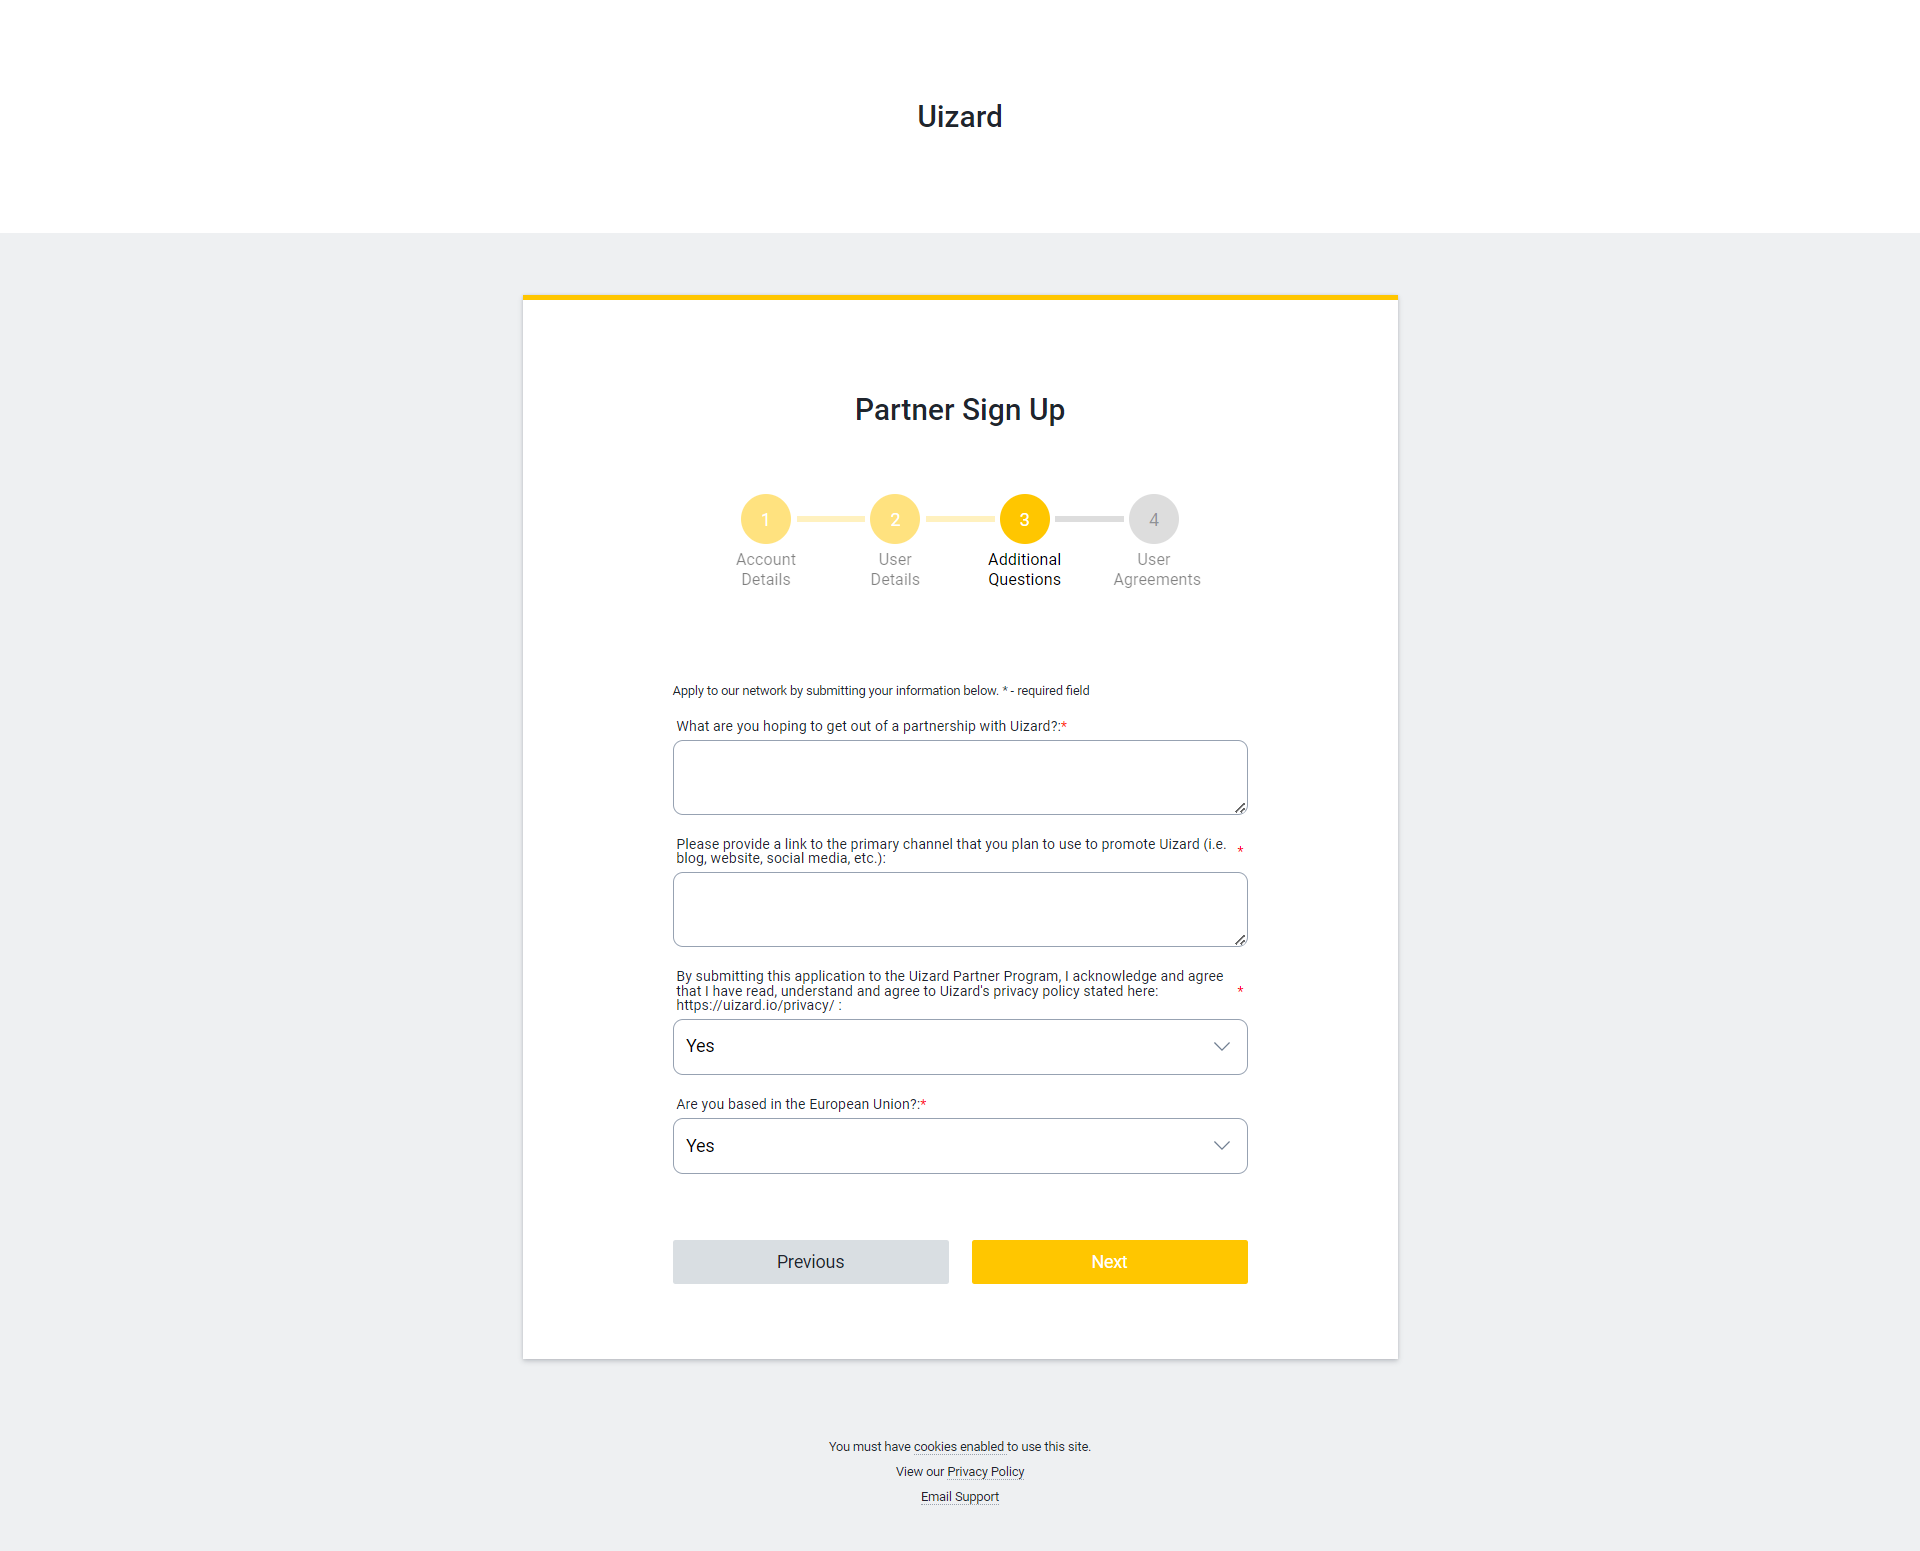 Uizard
Partner Sign Up
1
2
3
4
Account
Details
User
Details
Additional
Questions
User
Agreements
Apply to our network by submitting your information below. * - required field
What are you hoping to get out of a partnership with Uizard?:*
Please provide a link to the primary channel that you plan to use to promote Uizard (i.e.
blog, website, social media, etc.): *
By submitting this application to the Uizard Partner Program, I acknowledge and agree
that I have read, understand and agree to Uizard's privacy policy stated here: *
https://uizard.io/privacy/ :
Yes
Are you based in the European Union?:*
Yes
Previous
Next
You must have cookies enabled to use this site.
View our Privacy Policy
Email Support